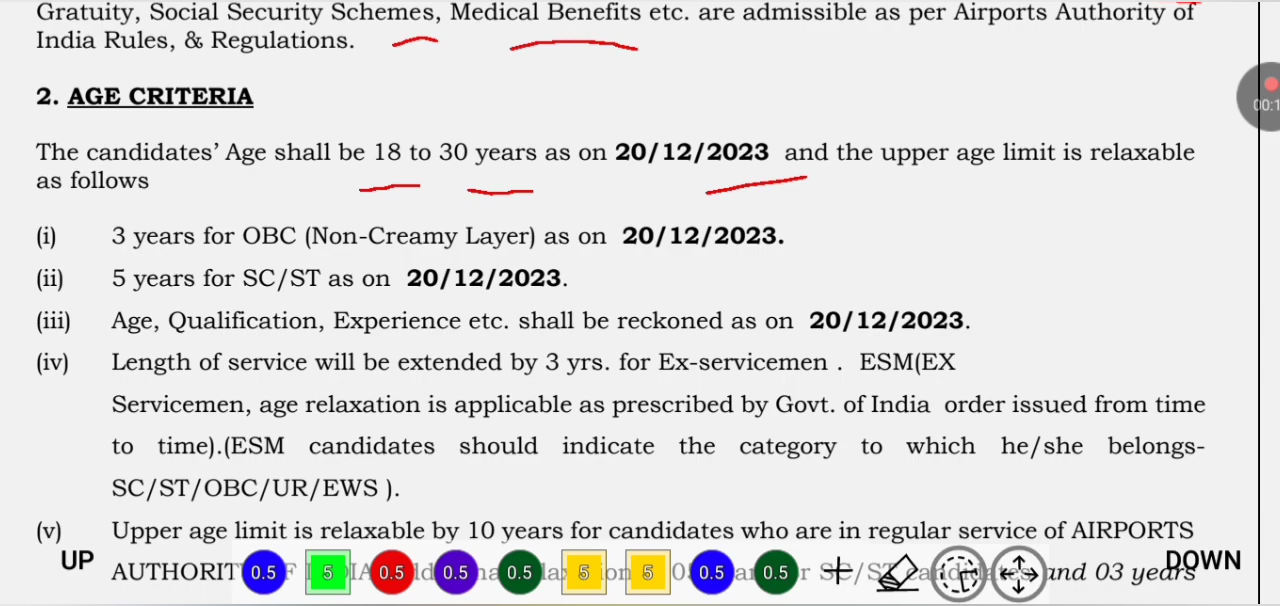 Gratuity, Social Security Schemes, Medical Benefits etc. are admissible as per Airports Authority of
India Rules, & Regulations.
00:1
2. AGE CRITERIA
The candidates' Age shall be 18 to 30 years as on 20/12/2023 and the upper age limit is relaxable
as follows
(i) 3 years for OBC (Non-Creamy Layer) as on 20/12/2023.
(ii) 5 years for SC/ST as on 20/12/2023.
(iii) Age, Qualification, Experience etc. shall be reckoned as on 20/12/2023.
(iv) Length of service will be extended by 3 yrs. for Ex-servicemen . ESM(EX
Servicemen, age relaxation is applicable as prescribed by Govt. of India order issued from time
to time).(ESM candidates should indicate the category to which he/she belongs-
SC/ST/OBC/UR/EWS ).
(v) Upper age limit is relaxable by 10 years for candidates who are in regular service of AIRPORTS
UP 0.5 5 0.5 0.5 0.5 5 5 0.5 0.5 DOWN
SC/ST candidates and 03 years